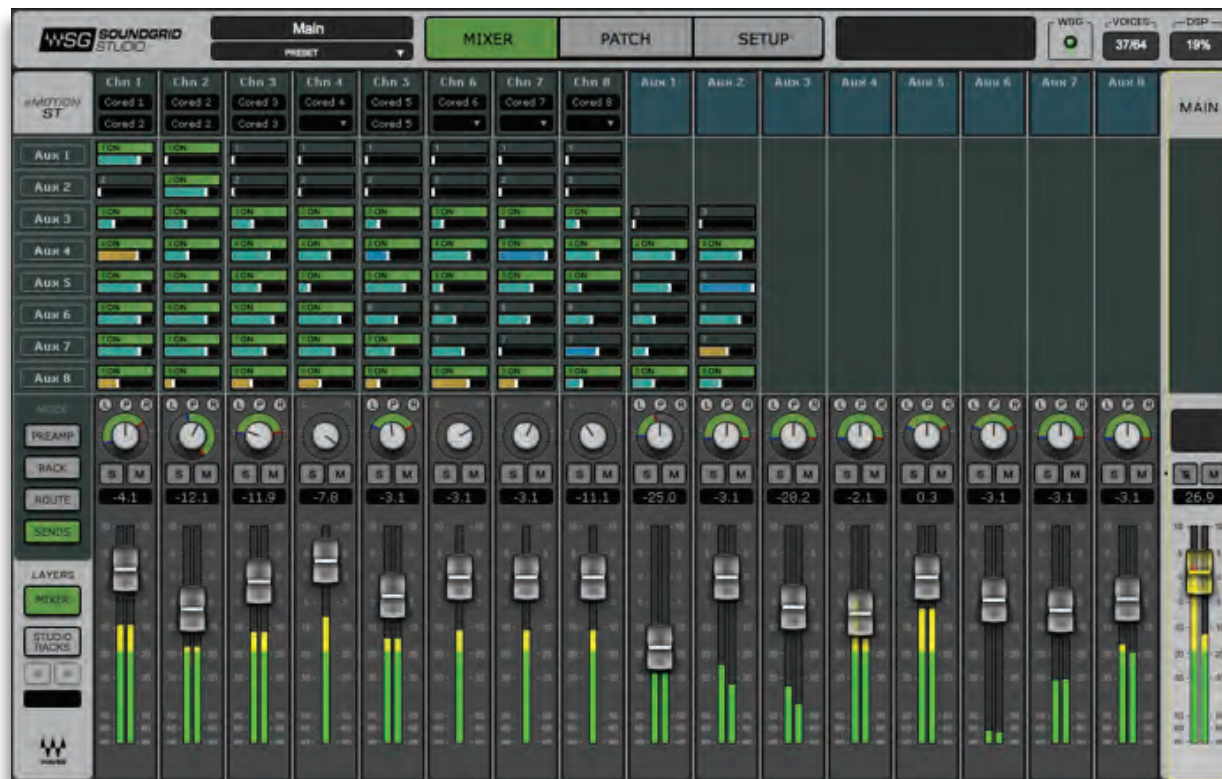 WSG SOUNDGRID STUDIO
Main
PRESET
MIXER
PATCH
SETUP
WSG
VOICES
37/64
DSP
19%
eMOTION ST
Chn 1 Chn 2 Chn 3 Chn 4 Chn 5 Chn 6 Chn 7 Chn 8 Aux 1 Aux 2 Aux 3 Aux 4 Aux 5 Aux 6 Aux 7 Aux 8
MAIN
Cored 1 Cored 2 Cored 3 Cored 4 Cored 5 Cored 6 Cored 7 Cored 8
Cored 2 Cored 2 Cored 3 Cored 5
Aux 1
Aux 2
Aux 3
Aux 4
Aux 5
Aux 6
Aux 7
Aux 8
MODE
PREAMP
RACK
ROUTE
SENDS
L P R
S M S M S M S M S M S M S M S M S M S M S M S M S M S M S M S M S M
-4.1 -12.1 -11.9 -7.8 -3.1 -3.1 -3.1 -11.1 -25.0 -3.1 -28.2 -2.1 0.3 -3.1 -3.1 -3.1 26.9
LAYERS
MIXER
STUDIO RACKS
WAVES